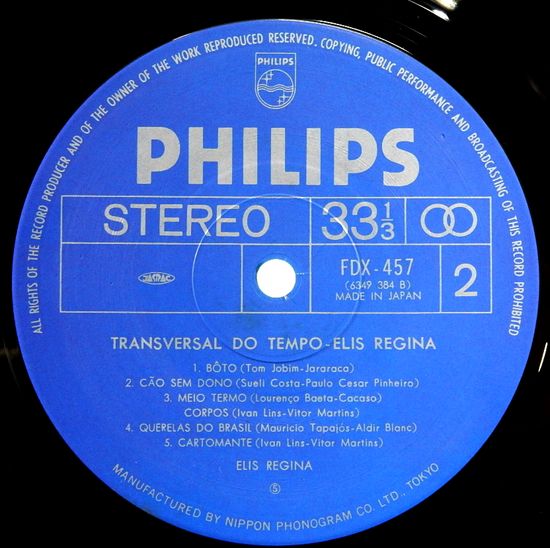 ALL RIGHTS OF THE RECORD PRODUCER AND OF THE OWNER OF THE WORK REPRODUCED RESERVED. COPYING, PUBLIC PERFORMANCE AND BROADCASTING OF THIS RECORD PROHIBITED
PHILIPS
PHILIPS
STEREO 33 1/3
JASRAC FDX-457 2
(6349 384 B)
MADE IN JAPAN
TRANSVERSAL DO TEMPO-ELIS REGINA
1. BÔTO (Tom Jobim-Jararaca)
2. CÃO SEM DONO (Sueli Costa-Paulo Cesar Pinheiro)
3. MEIO TERMO (Lourenço Baeta-Cacaso)
CORPOS (Ivan Lins-Vitor Martins)
4. QUERELAS DO BRASIL (Mauricio Tapajós-Aldir Blanc)
5. CARTOMANTE (Ivan Lins-Vitor Martins)
ELIS REGINA
⑤
MANUFACTURED BY NIPPON PHONOGRAM CO. LTD., TOKYO